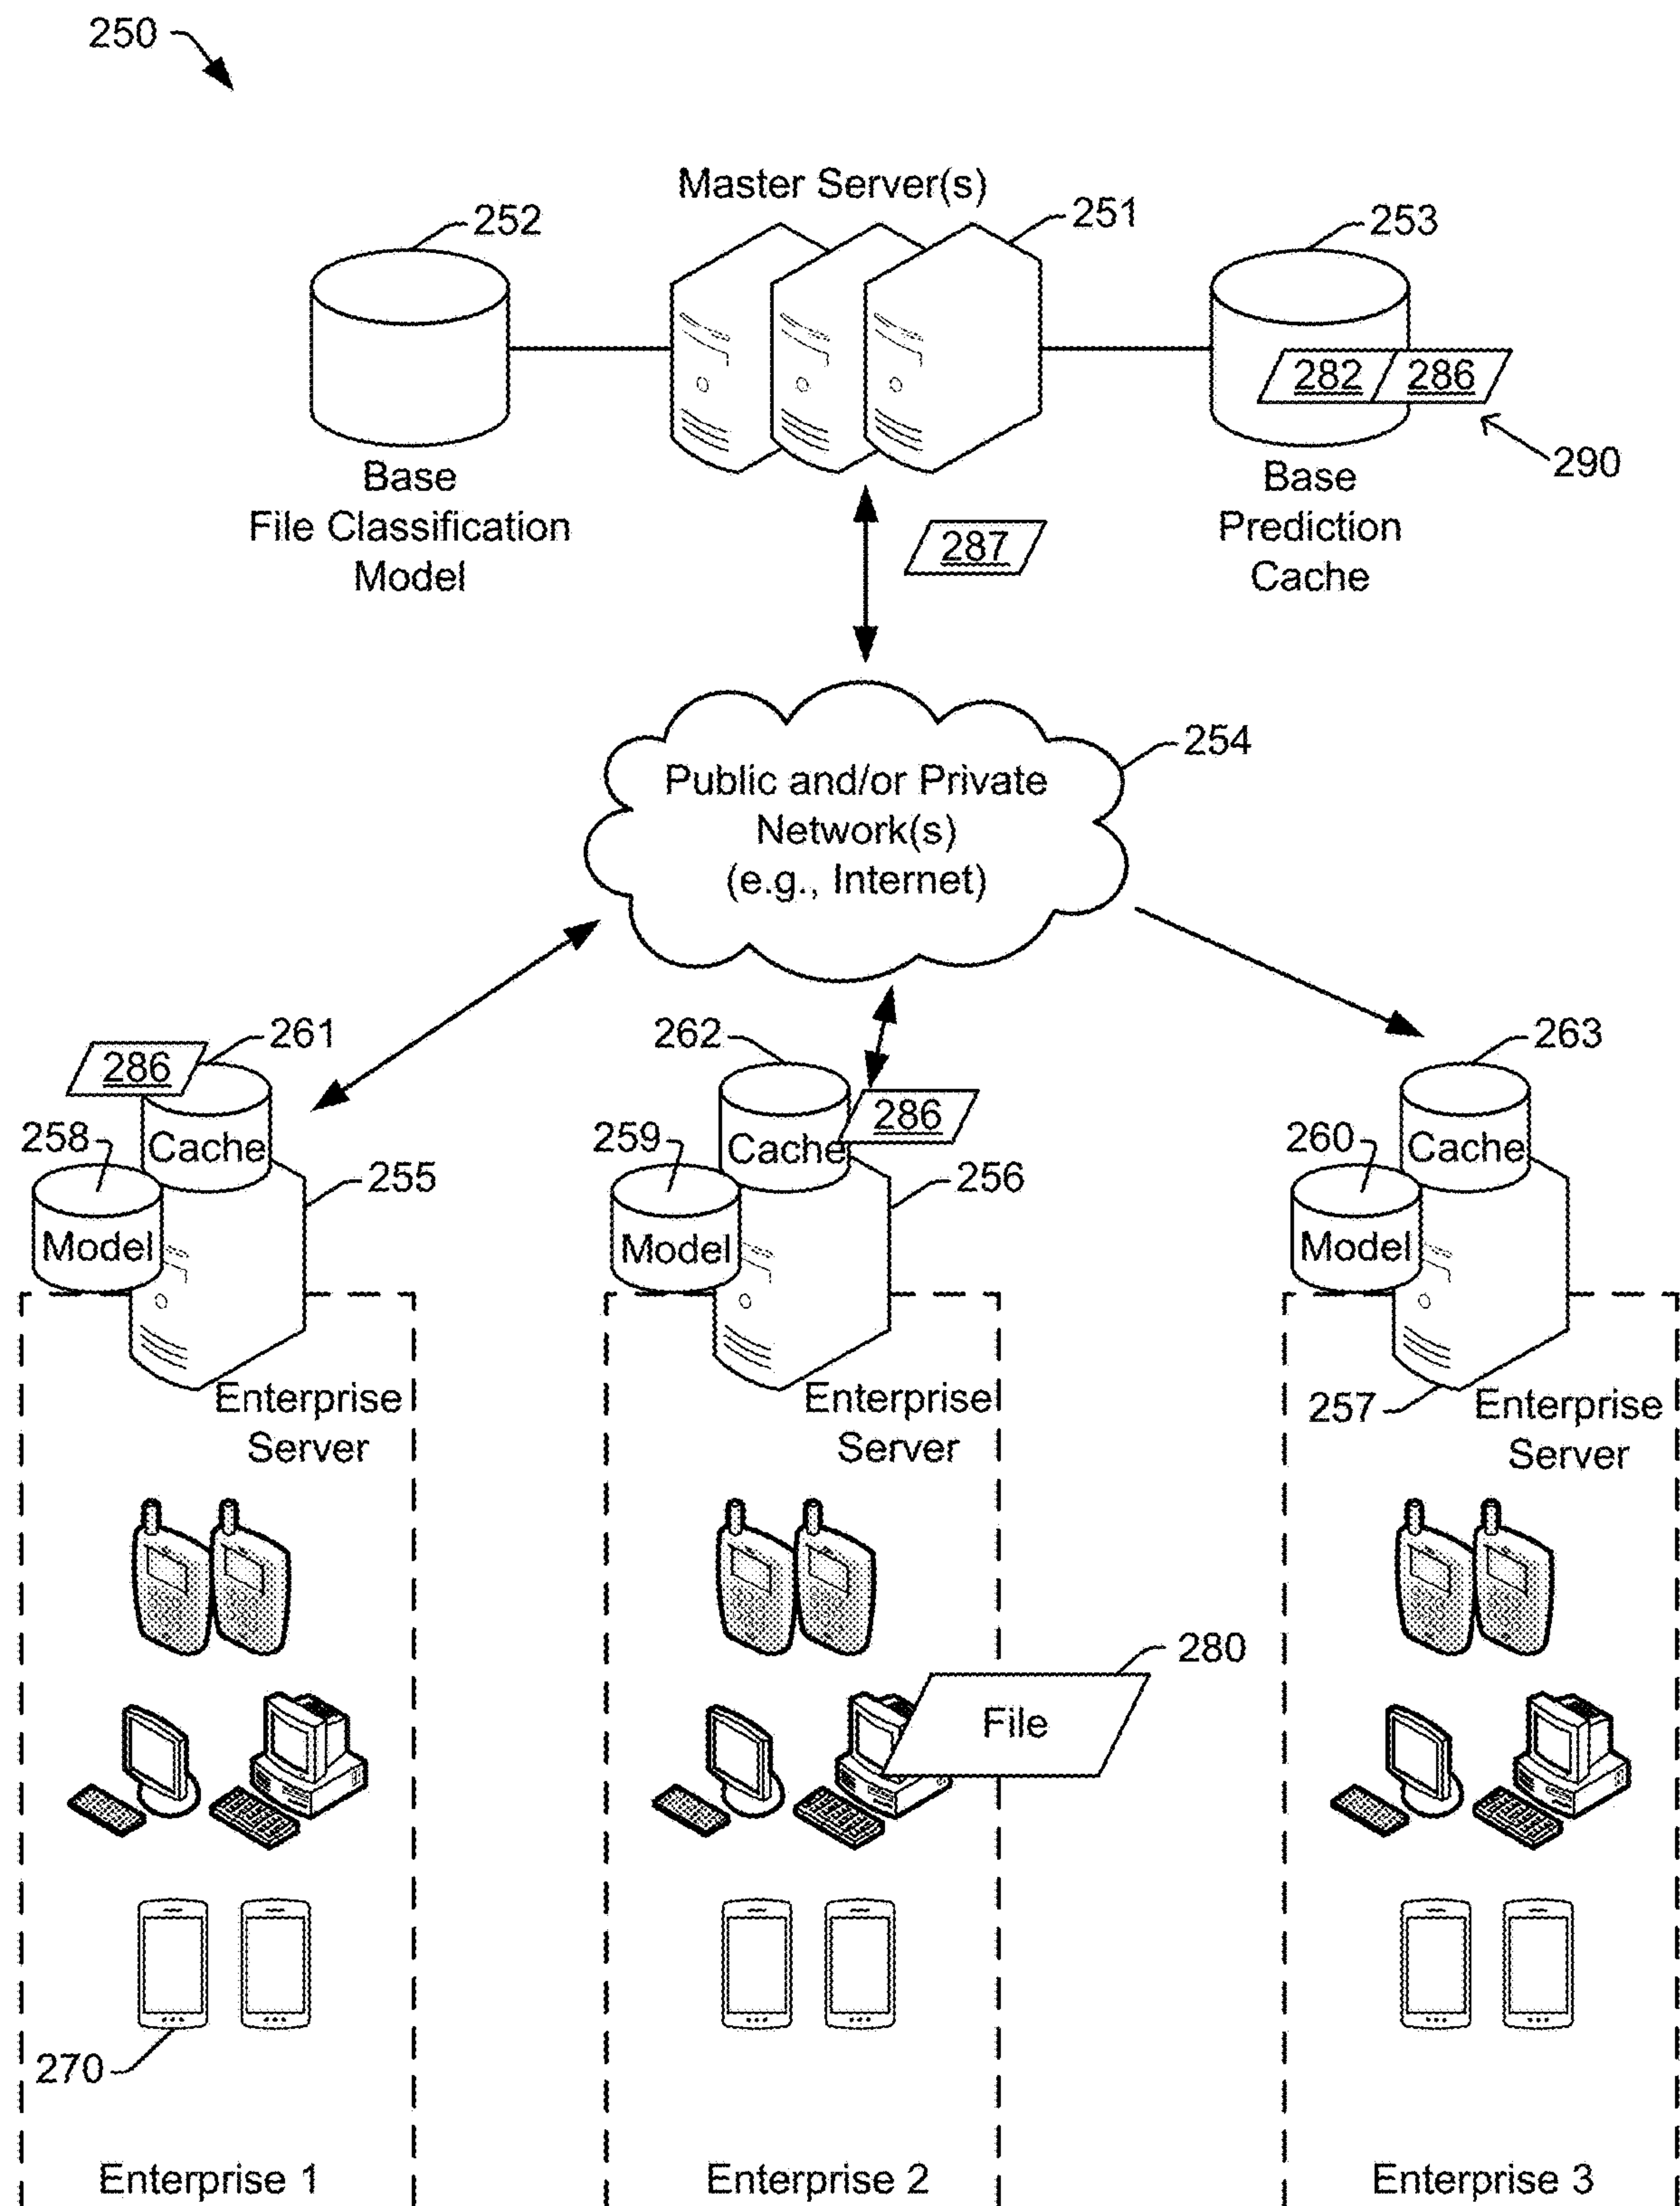 250
Master Server(s)
252
251
253
282
286
290
Base
File Classification
Model
Base
Prediction
Cache
287
254
Public and/or Private
Network(s)
(e.g., Internet)
261
262
263
286
286
258
Cache
259
Cache
260
Cache
255
256
Model
Model
Model
Enterprise
Server
Enterprise
Server
257
Enterprise
Server
280
File
270
Enterprise 1
Enterprise 2
Enterprise 3